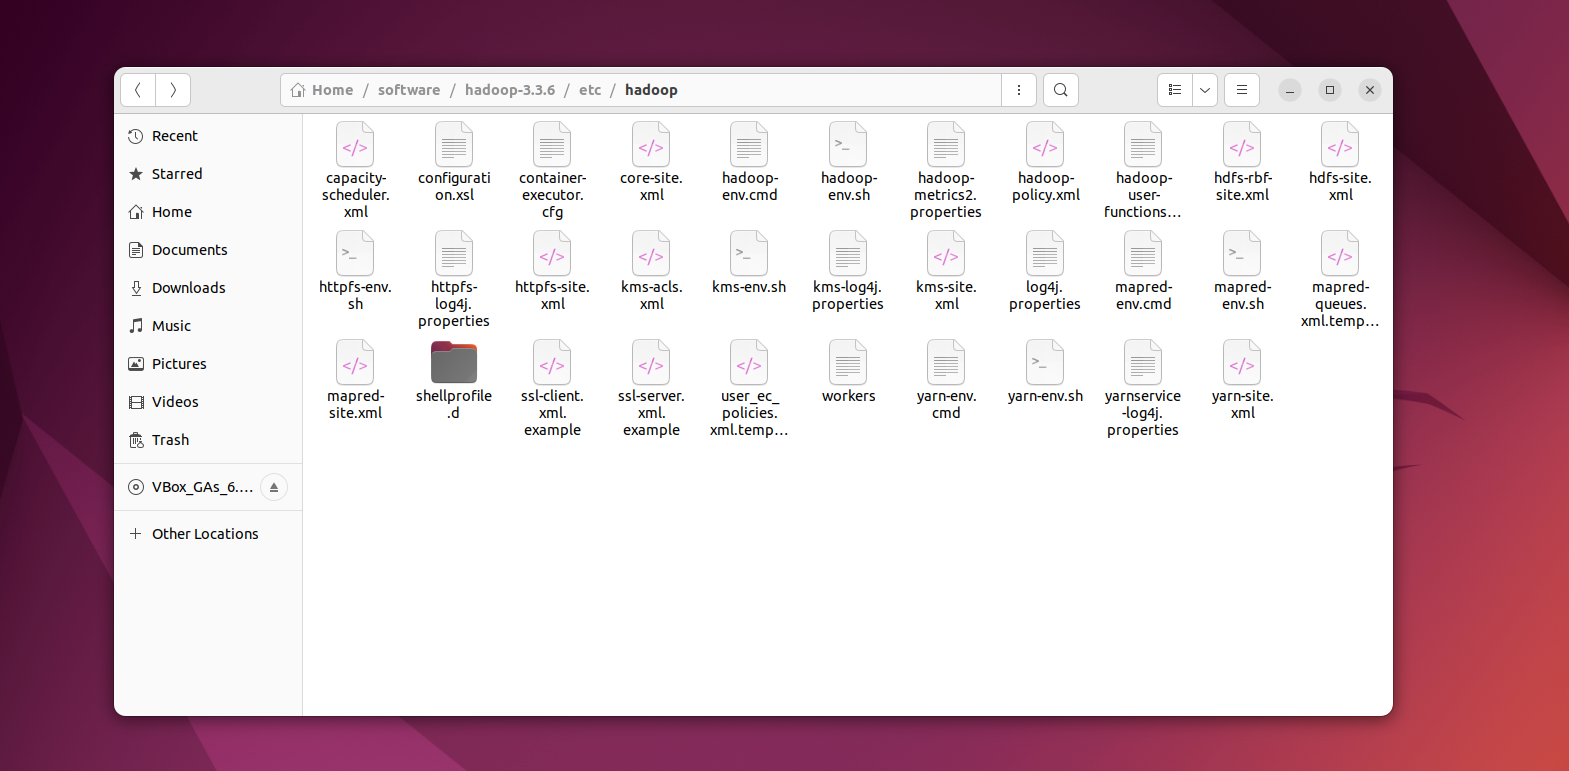 Home / software / hadoop-3.3.6 / etc / hadoop
Recent
Starred
Home
Documents
Downloads
Music
Pictures
Videos
Trash
VBox_GAs_6....
Other Locations
capacity-
scheduler.
xml
configurati
on.xsl
container-
executor.
cfg
core-site.
xml
hadoop-
env.cmd
hadoop-
env.sh
hadoop-
metrics2.
properties
hadoop-
policy.xml
hadoop-
user-
functions...
hdfs-rbf-
site.xml
hdfs-site.
xml
httpfs-env.
sh
httpfs-
log4j.
properties
httpfs-site.
xml
kms-acls.
xml
kms-env.sh
kms-log4j.
properties
kms-site.
xml
log4j.
properties
mapred-
env.cmd
mapred-
env.sh
mapred-
queues.
xml.temp...
mapred-
site.xml
shellprofile
.d
ssl-client.
xml.
example
ssl-server.
xml.
example
user_ec_
policies.
xml.temp...
workers
yarn-env.
cmd
yarn-env.sh
yarnservice
-log4j.
properties
yarn-site.
xml